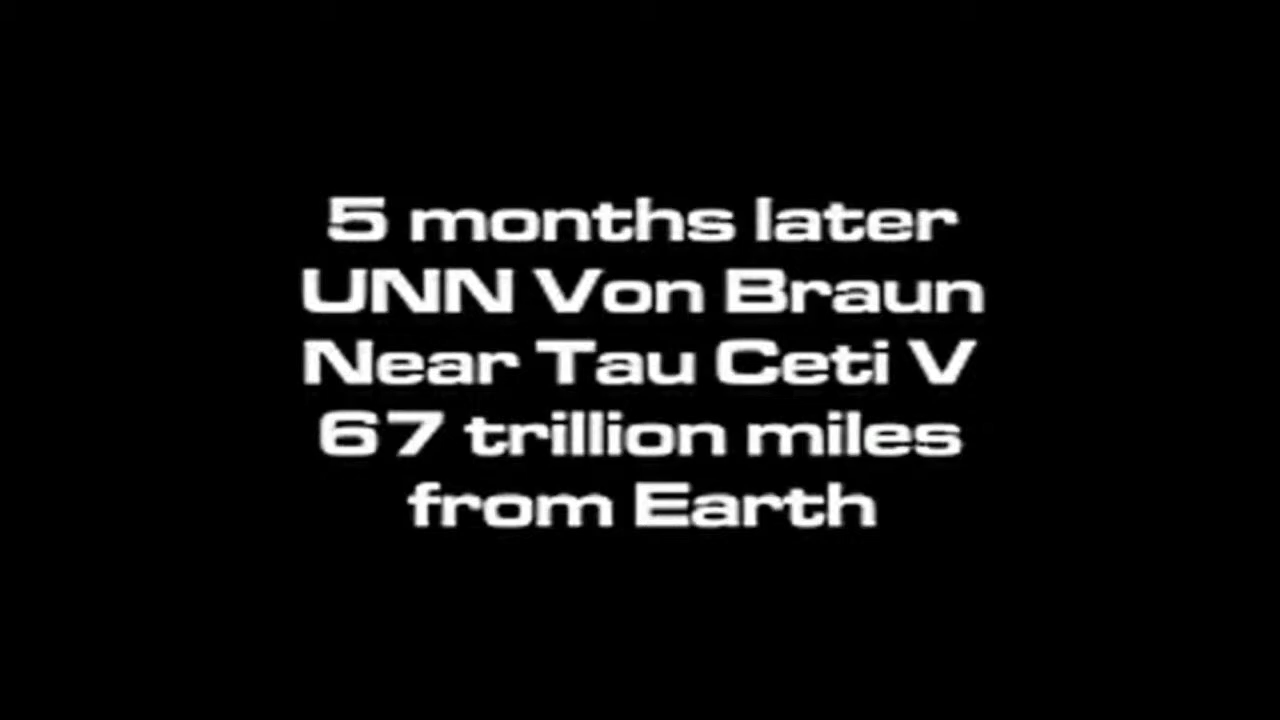 5 months later
UNN Von Braun
Near Tau Ceti V
67 trillion miles
from Earth